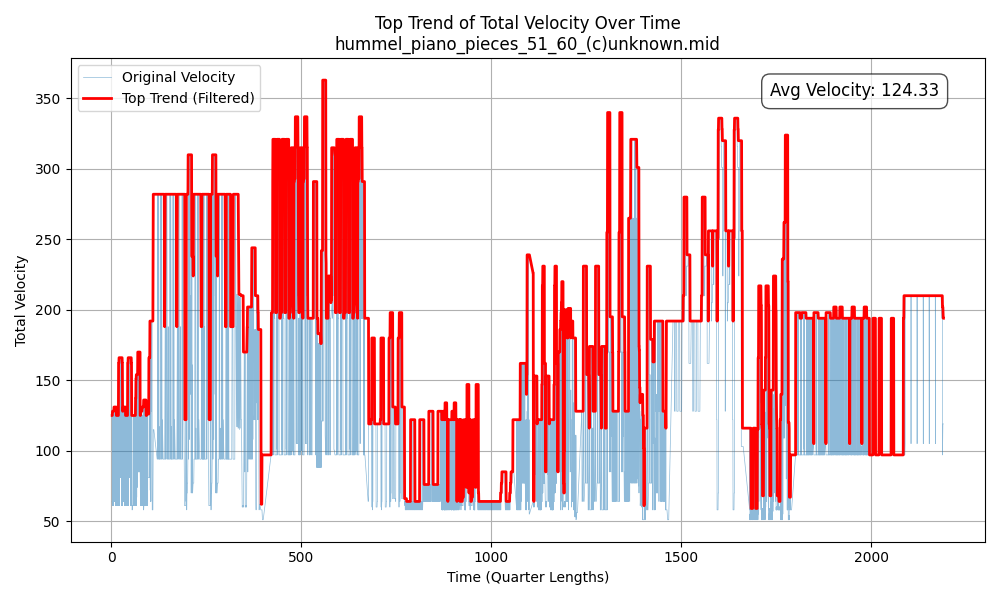 Top Trend of Total Velocity Over Time
hummel_piano_pieces_51_60_(c)unknown.mid
Original Velocity
Top Trend (Filtered)
Avg Velocity: 124.33
Total Velocity
350
300
250
200
150
100
50
0
500
1000
1500
2000
Time (Quarter Lengths)